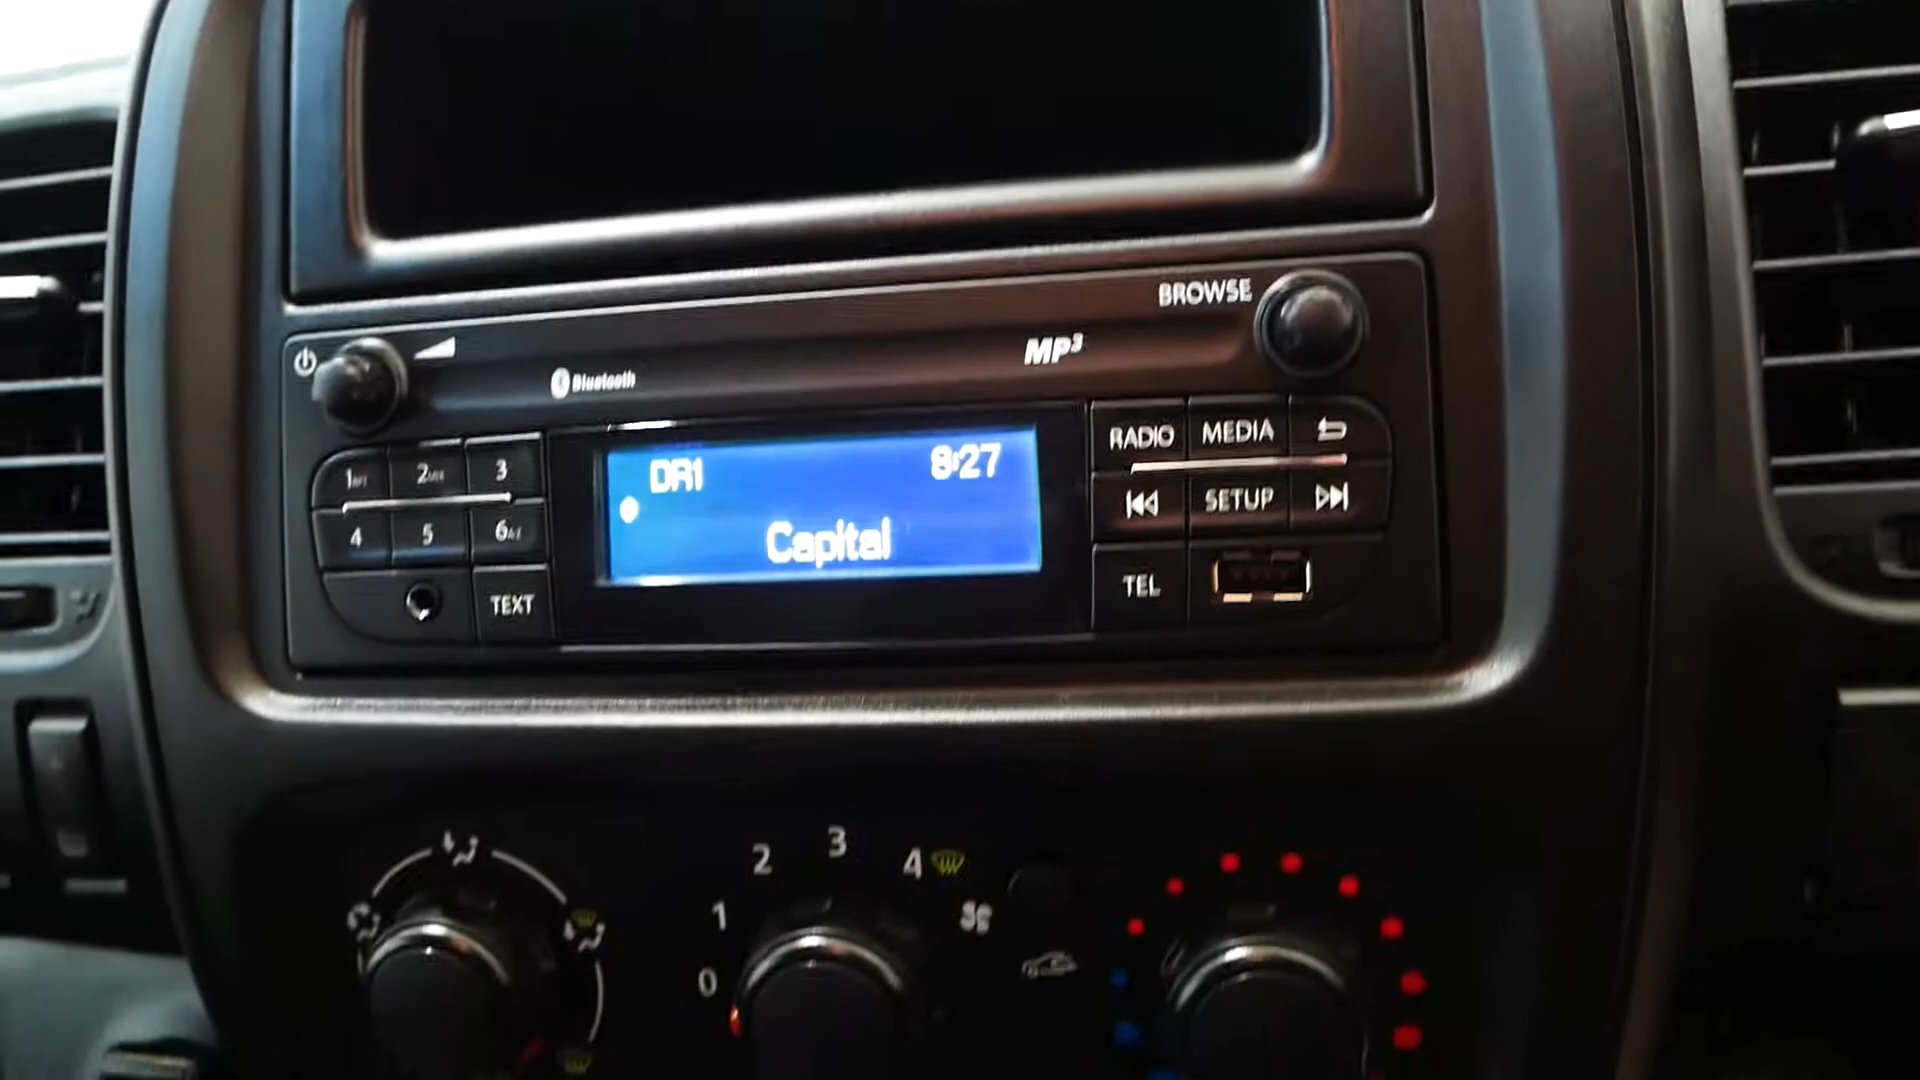 BROWSE
MP3
Bluetooth
RADIO MEDIA
DR1 8:27
1 2 3
SETUP
Capital
4 5 6
TEL
TEXT
3
2 4
1
0